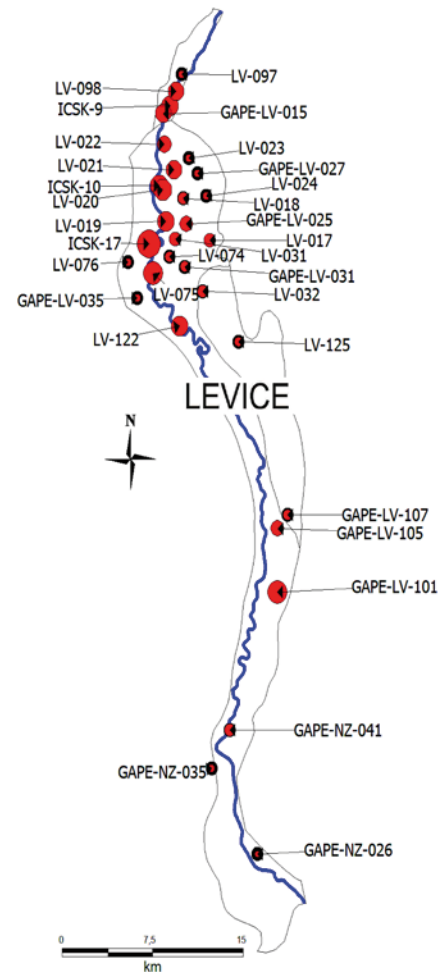 LV-097
LV-098
ICSK-9
GAPE-LV-015
LV-022
LV-023
LV-021
GAPE-LV-027
ICSK-10
LV-024
LV-020
LV-018
LV-019
GAPE-LV-025
ICSK-17
LV-017
LV-074
LV-031
LV-076
GAPE-LV-031
LV-075
LV-032
GAPE-LV-035
LV-122
LV-125
LEVICE
N
GAPE-LV-107
GAPE-LV-105
GAPE-LV-101
GAPE-NZ-041
GAPE-NZ-035
GAPE-NZ-026
0 7,5 15
km